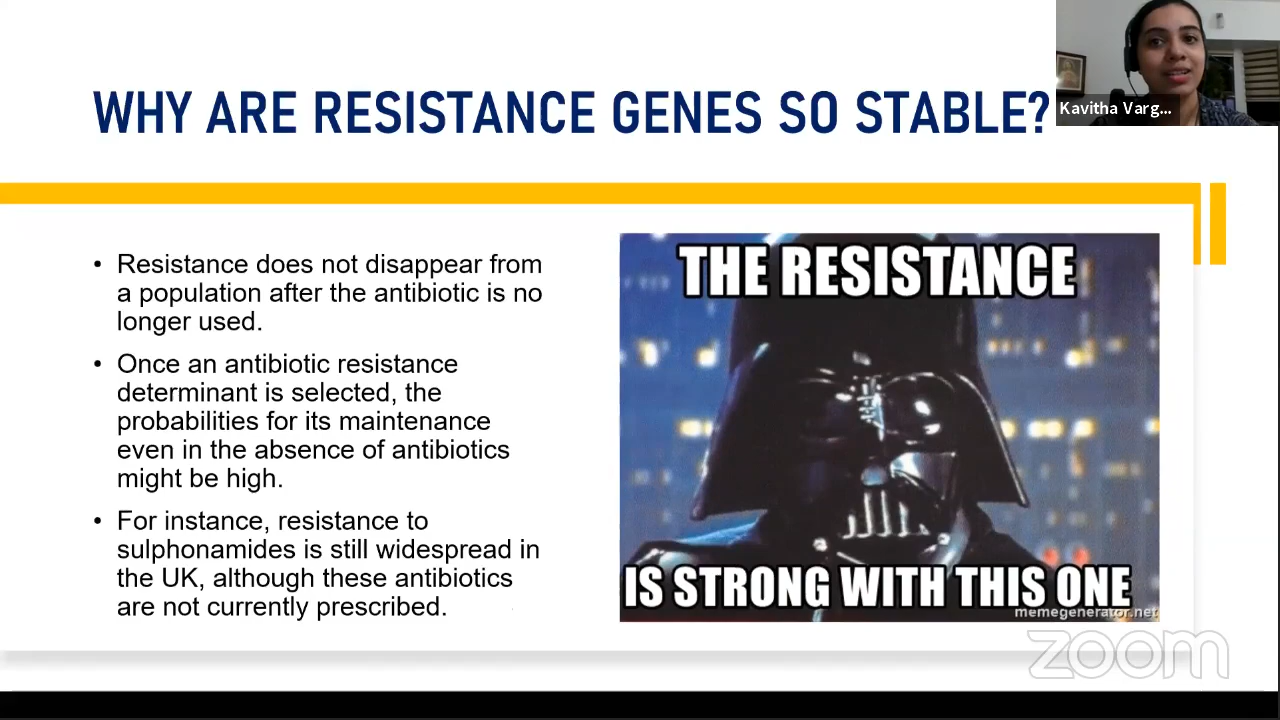 WHY ARE RESISTANCE GENES SO STABLE?
Kavitha Varg...
• Resistance does not disappear from
a population after the antibiotic is no
longer used.
• Once an antibiotic resistance
determinant is selected, the
probabilities for its maintenance
even in the absence of antibiotics
might be high.
• For instance, resistance to
sulphonamides is still widespread in
the UK, although these antibiotics
are not currently prescribed.
THE RESISTANCE
IS STRONG WITH THIS ONE
memegenerator.net
zoom